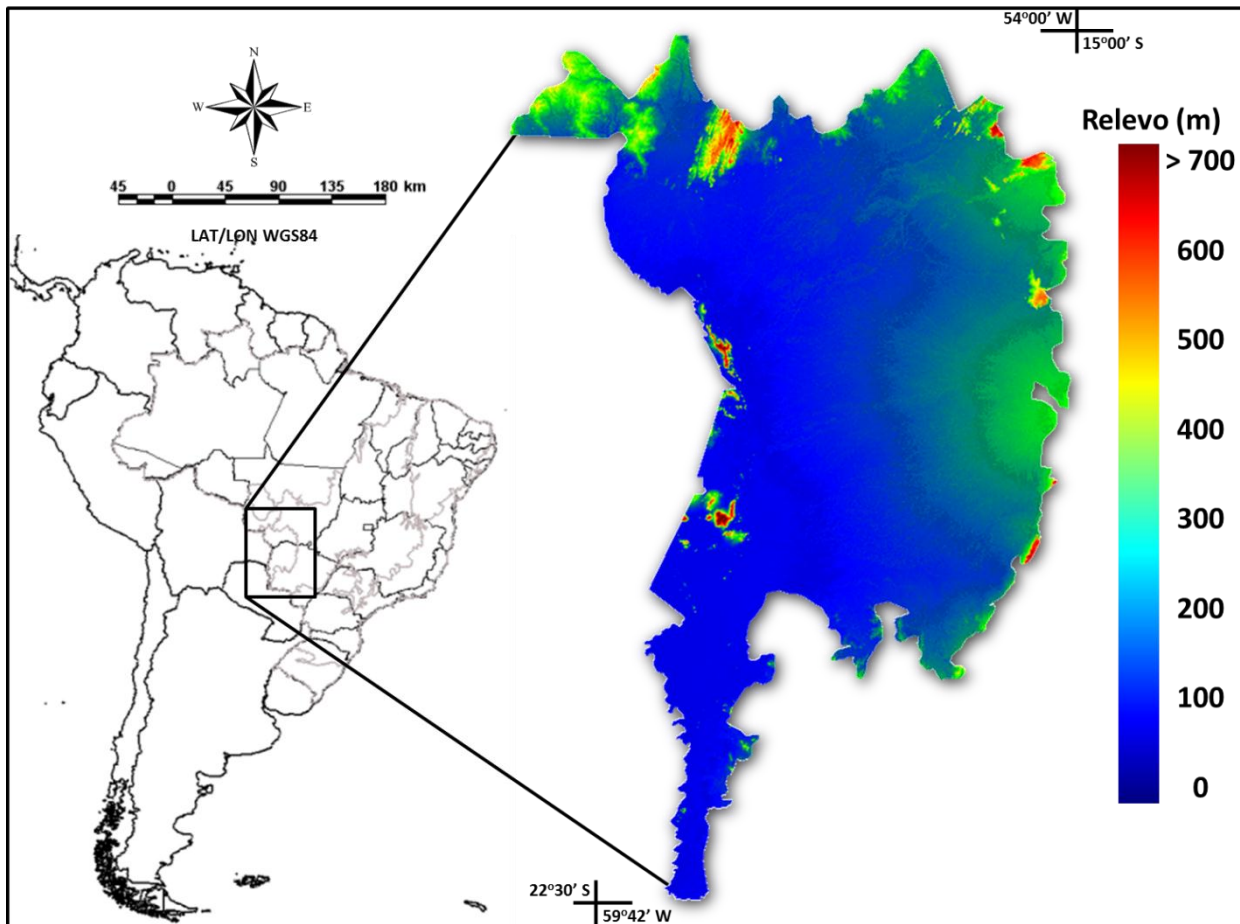 54º00' W
15º00' S
N
W
E
S
45 0 45 90 135 180 km
LAT/LON WGS84
Relevo (m)
> 700
600
500
400
300
200
100
0
22º30' S
59º42' W